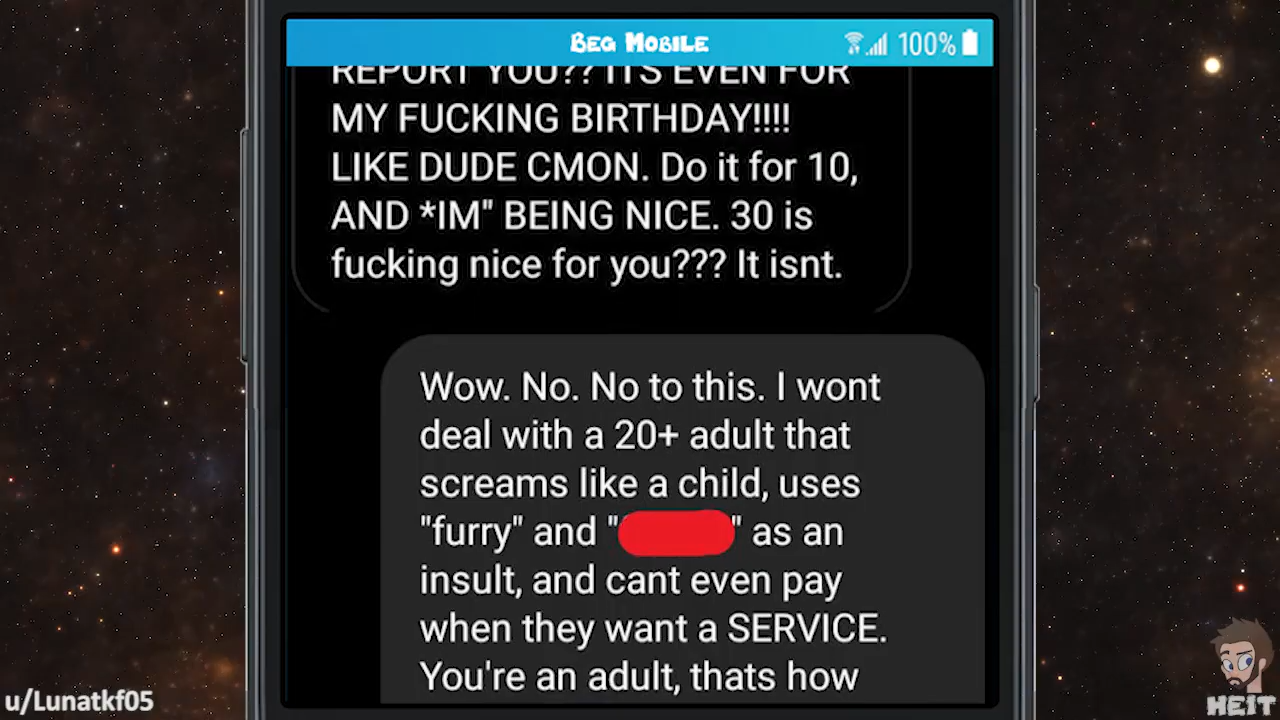 Beg Mobile
100%
REPORT YOU?? ITS EVEN FOR
MY FUCKING BIRTHDAY!!!!
LIKE DUDE CMON. Do it for 10,
AND *IM" BEING NICE. 30 is
fucking nice for you??? It isnt.
Wow. No. No to this. I wont
deal with a 20+ adult that
screams like a child, uses
"furry" and "" as an
insult, and cant even pay
when they want a SERVICE.
You're an adult, thats how
u/Lunatkf05
HEIT